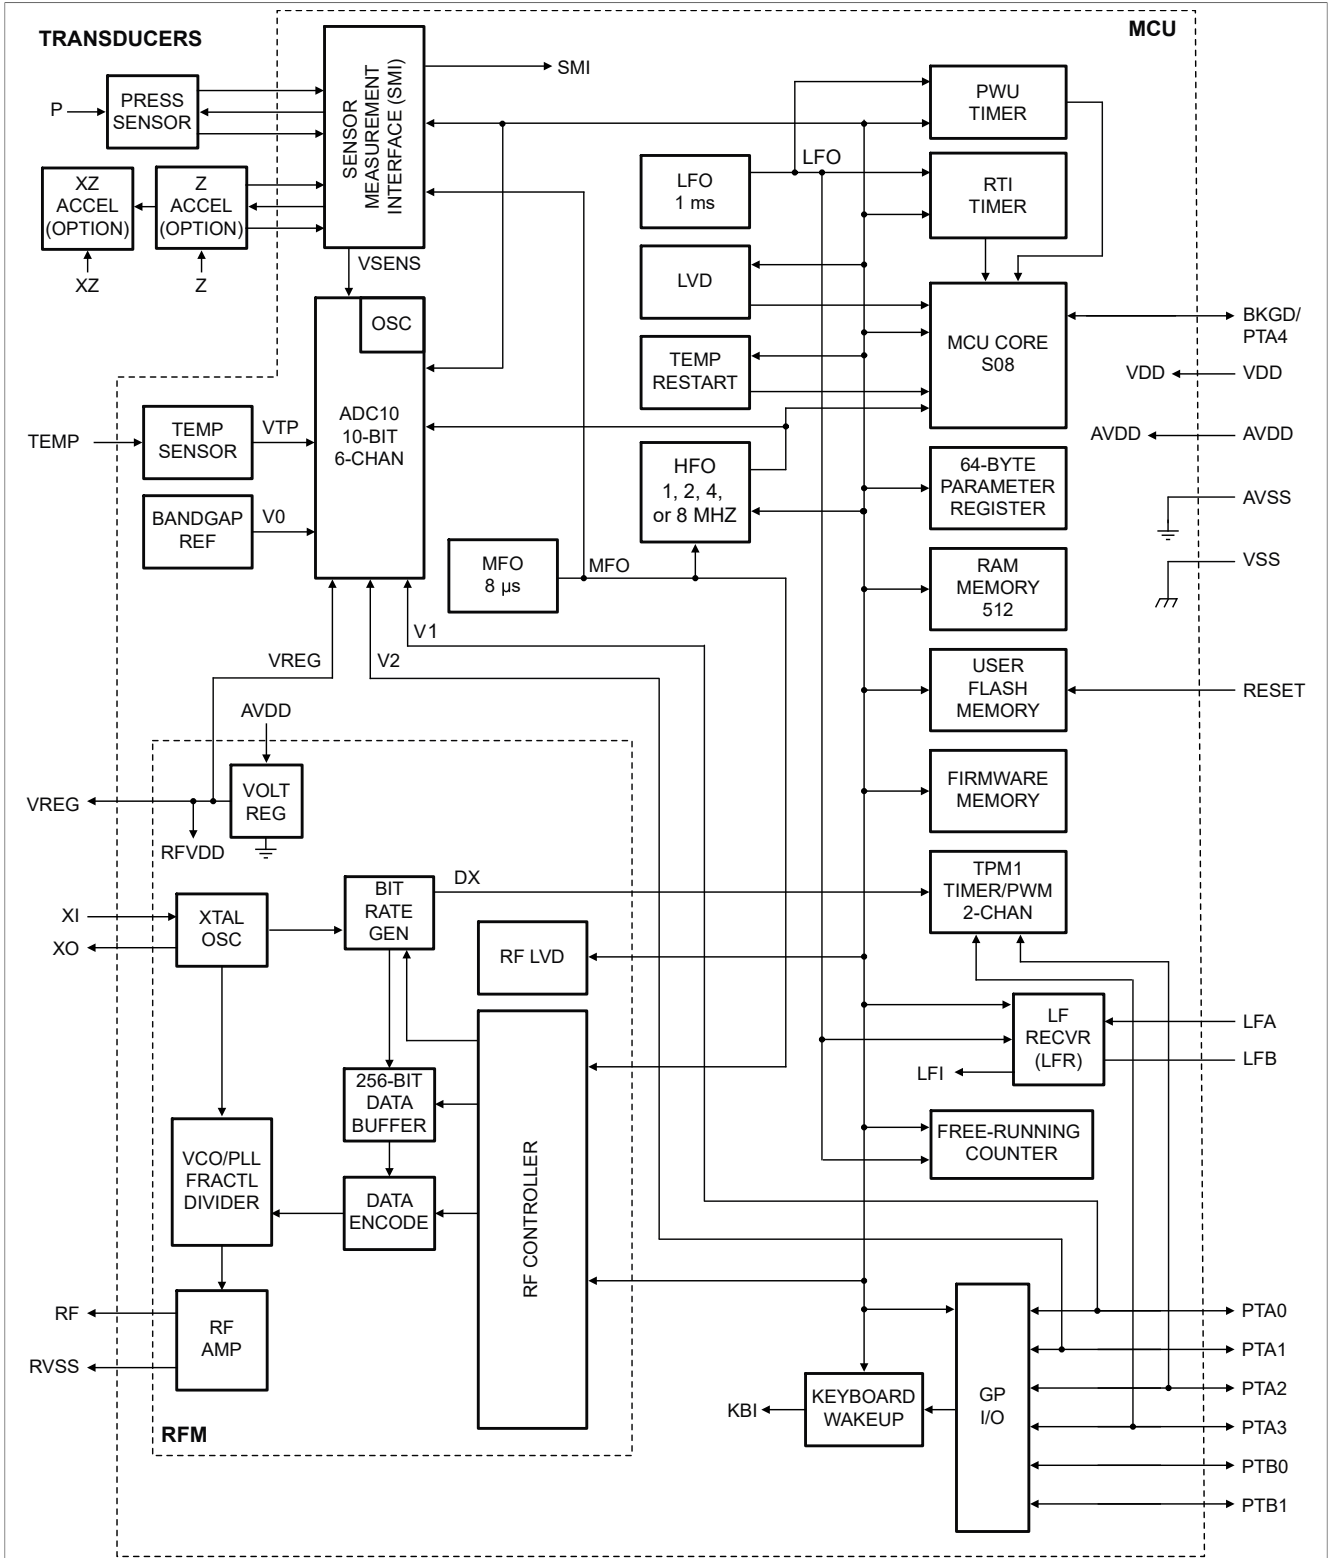 TRANSDUCERS
MCU
P
PRESS
SENSOR
SENSOR
MEASUREMENT
INTERFACE (SMI)
SMI
PWU
TIMER
XZ
ACCEL
(OPTION)
Z
ACCEL
(OPTION)
XZ
Z
LFO
1 ms
LFO
RTI
TIMER
VSENS
LVD
OSC
MCU CORE
S08
BKGD/
PTA4
TEMP
RESTART
VDD
VDD
ADC10
10-BIT
6-CHAN
TEMP
TEMP
SENSOR
VTP
AVDD
AVDD
HFO
1, 2, 4,
or 8 MHZ
64-BYTE
PARAMETER
REGISTER
AVSS
BANDGAP
REF
V0
MFO
8 µs
MFO
RAM
MEMORY
512
VSS
V1
VREG
V2
USER
FLASH
MEMORY
RESET
AVDD
VOLT
REG
VREG
RFVDD
FIRMWARE
MEMORY
BIT
RATE
GEN
DX
TPM1
TIMER/PWM
2-CHAN
XI
XO
XTAL
OSC
RF LVD
LF
RECVR
(LFR)
LFA
LFB
LFI
256-BIT
DATA
BUFFER
FREE-RUNNING
COUNTER
VCO/PLL
FRACTL
DIVIDER
DATA
ENCODE
RF CONTROLLER
RF
RF
AMP
RVSS
RFM
KBI
KEYBOARD
WAKEUP
GP
I/O
PTA0
PTA1
PTA2
PTA3
PTB0
PTB1